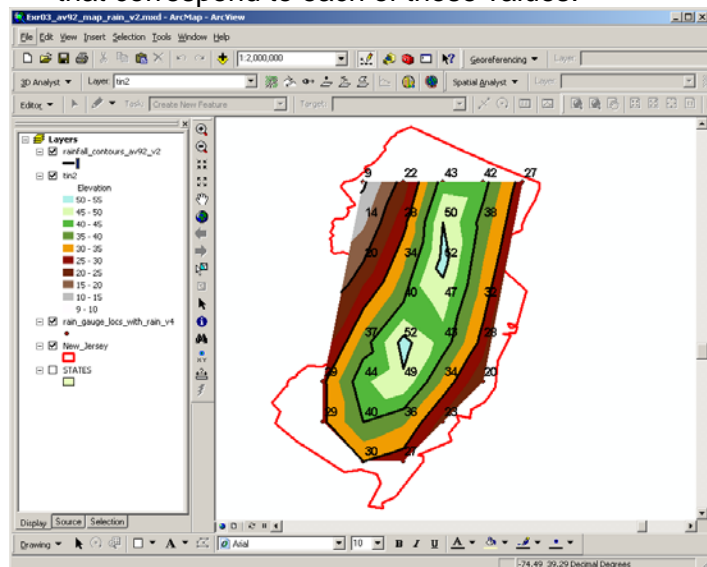 that correspond to each of these values.
Exr03_av92_map_rain_v2.mxd - ArcMap - ArcView
File Edit View Insert Selection Tools Window Help
1:2,000,000 Georeferencing Layer:
3D Analyst Layer: tin2 Spatial Analyst Layer:
Editor Task: Create New Feature Target:
Layers
rainfall_contours_av92_v2
tin2
Elevation
50 - 55
45 - 50
40 - 45
35 - 40
30 - 35
25 - 30
20 - 25
15 - 20
10 - 15
9 - 10
rain_gauge_locs_with_rain_v4
New_Jersey
STATES
9 22 43 42 27
14 28 50 38
20 34 52
40 47 32
37 52 43 28
39 44 49 34 20
29 40 36 23
30 27
Display Source Selection
Drawing A Arial 10 B I U A
-74.49 39.29 Decimal Degrees